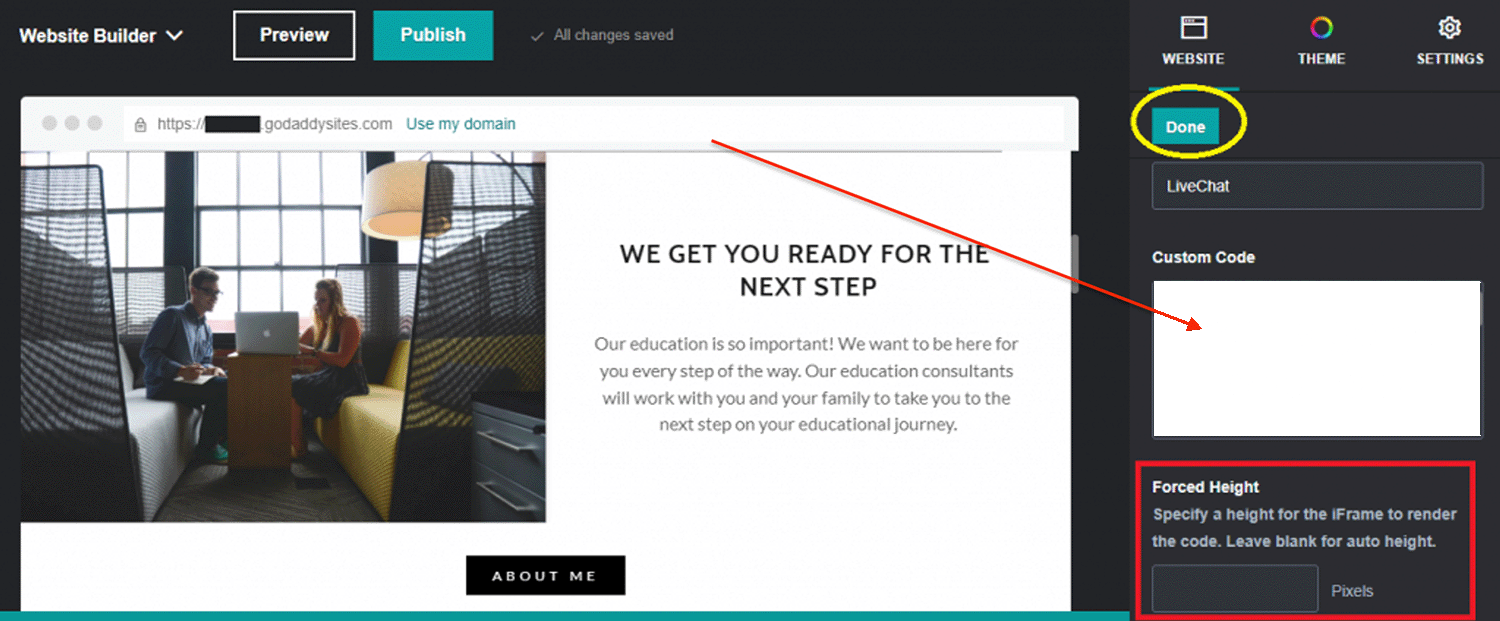 Website Builder
Preview
Publish
All changes saved
WEBSITE
THEME
SETTINGS
https://
.godaddysites.com
Use my domain
Done
LiveChat
WE GET YOU READY FOR THE
NEXT STEP
Our education is so important! We want to be here for
you every step of the way. Our education consultants
will work with you and your family to take you to the
next step on your educational journey.
ABOUT ME
Custom Code
Forced Height
Specify a height for the iFrame to render
the code. Leave blank for auto height.
Pixels